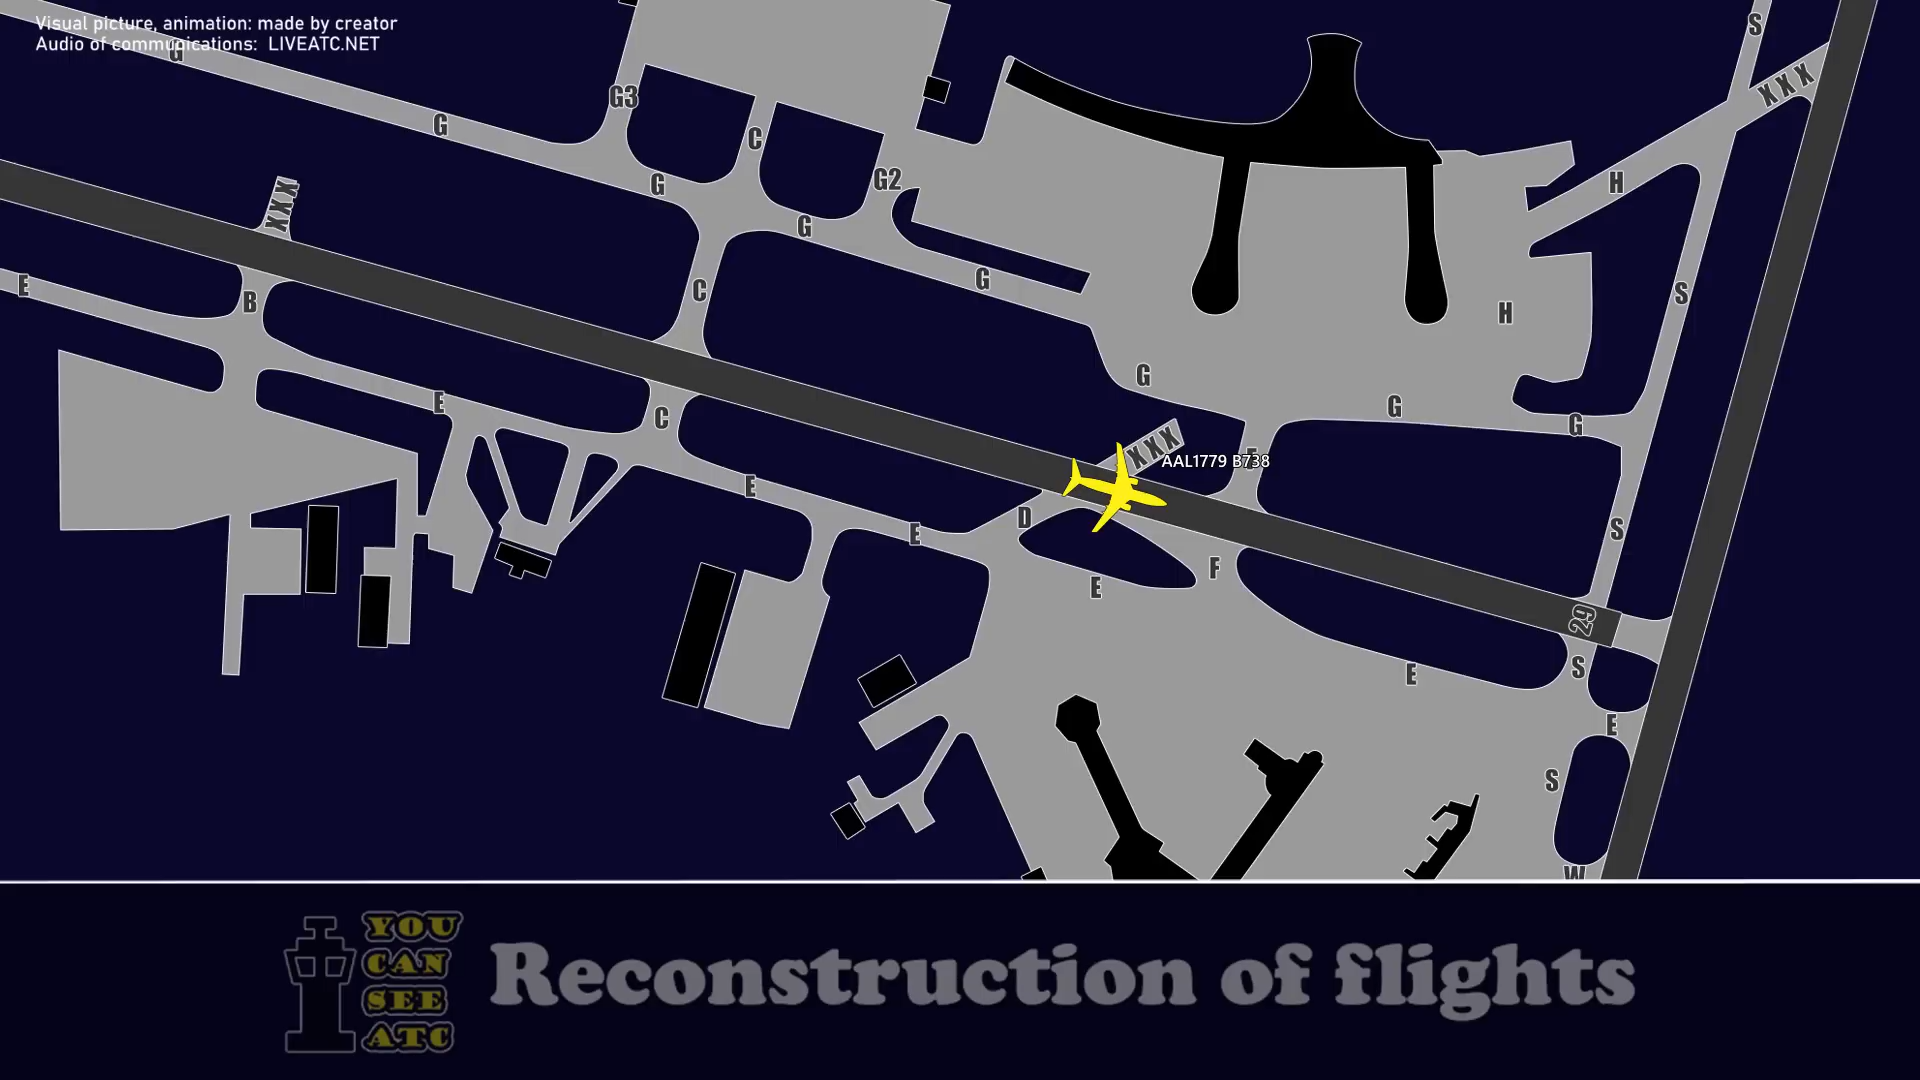 Visual picture, animation: made by creator
Audio of communications: LIVEATC.NET
S
G
XXX
G3
G
C
G2
H
G
XXX
G
S
G
E
B
C
H
G
E
G
C
G
XXX
AAL1779 B738
E
D
S
E
F
E
29
S
E
E
S
W
YOU
CAN
SEE
ATC
Reconstruction of flights